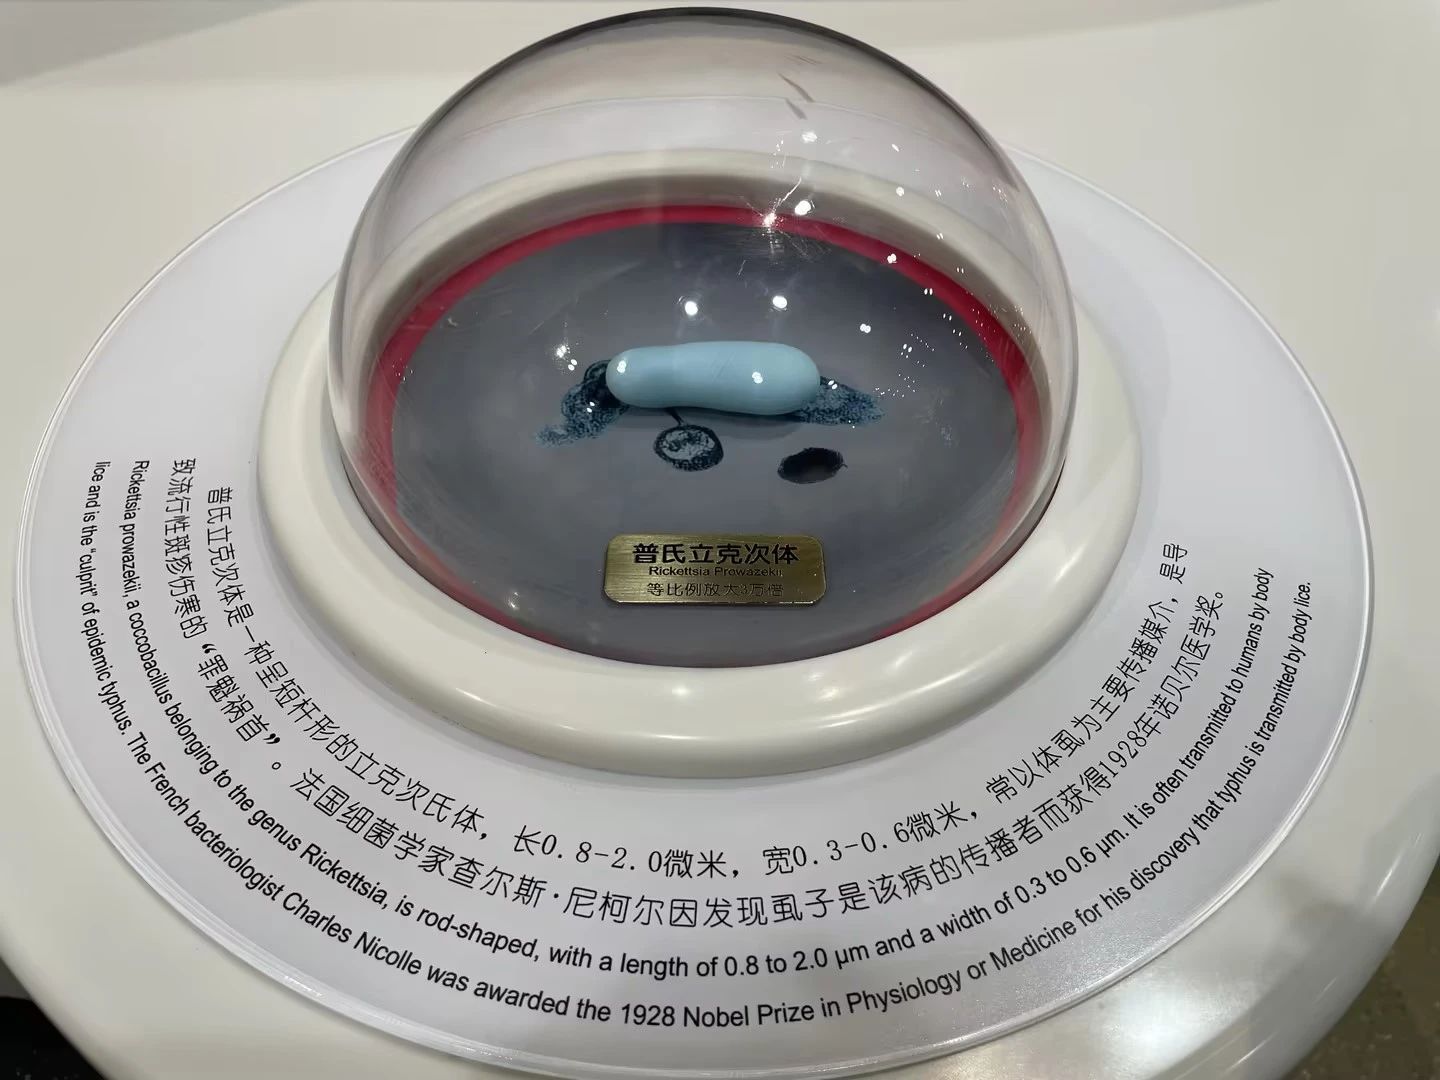 普氏立克次体
Rickettsia Prowazekii
等比例放大3万倍
普氏立克次体是一种呈短杆形的立克次氏体，长0.8-2.0微米，宽0.3-0.6微米，常以体虱为主要传播媒介，是导
致流行性斑疹伤寒的“罪魁祸首”。法国细菌学家查尔斯·尼柯尔因发现虱子是该病的传播者而获得1928年诺贝尔医学奖。
Rickettsia prowazekii, a coccobacillus belonging to the genus Rickettsia, is rod-shaped, with a length of 0.8 to 2.0 μm and a width of 0.3 to 0.6 μm. It is often transmitted to humans by body
lice and is the “culprit” of epidemic typhus. The French bacteriologist Charles Nicolle was awarded the 1928 Nobel Prize in Physiology or Medicine for his discovery that typhus is transmitted by body lice.